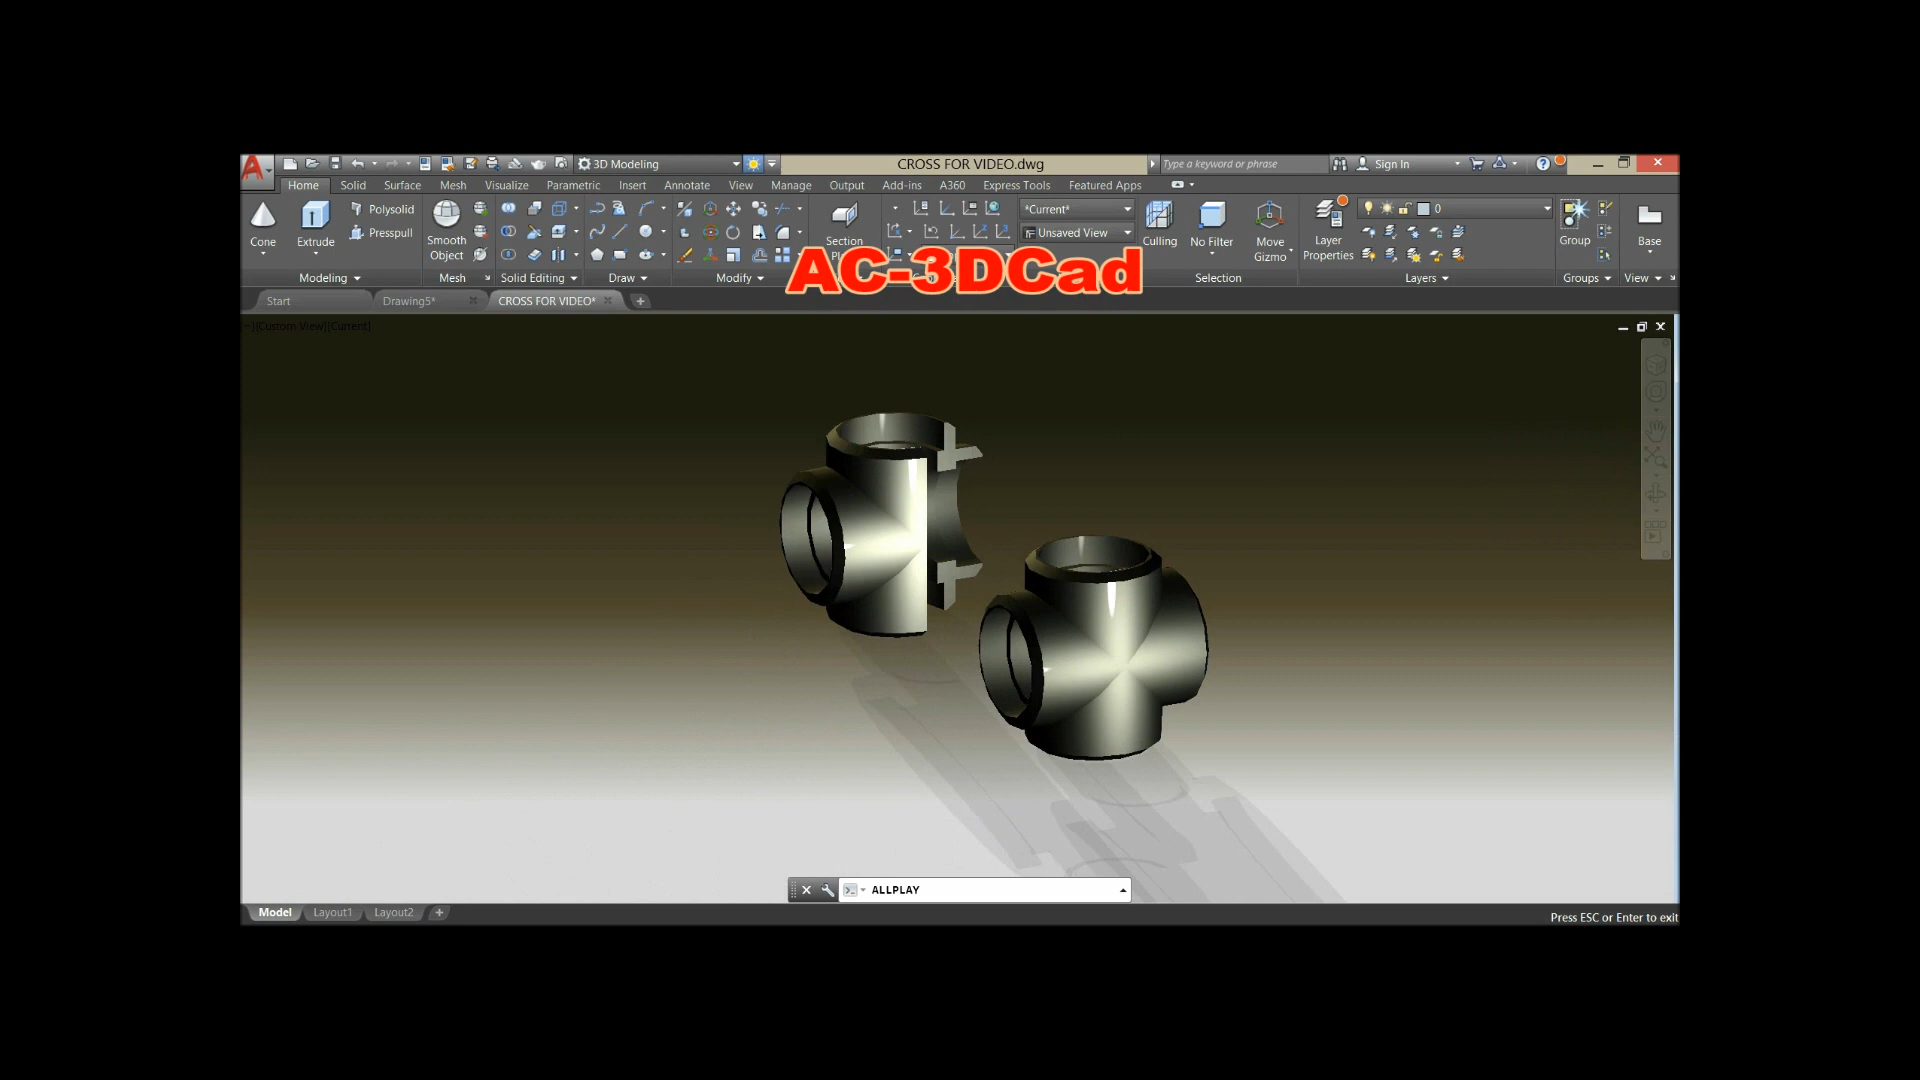 3D Modeling
CROSS FOR VIDEO.dwg
Type a keyword or phrase
Sign In
Home Solid Surface Mesh Visualize Parametric Insert Annotate View Manage Output Add-ins A360 Express Tools Featured Apps
Cone
Extrude
Polysolid
Presspull
Smooth
Object
Section
*Current*
Unsaved View
Culling
No Filter
Move
Gizmo
Layer
Properties
0
Group
Base
AC-3DCad
Modeling
Mesh
Solid Editing
Draw
Modify
Selection
Layers
Groups
View
Start
Drawing5*
CROSS FOR VIDEO*
[Custom View][Current]
ALLPLAY
Model Layout1 Layout2
Press ESC or Enter to exit